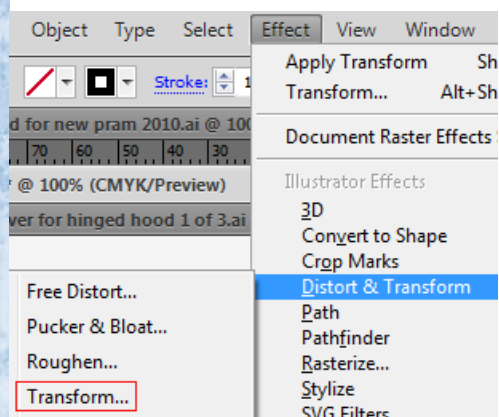 Object Type Select Effect View Window
Apply Transform Sh
Stroke: 1
Transform... Alt+Sh
d for new pram 2010.ai @ 100
Document Raster Effects
70 60 50 40 30
* @ 100% (CMYK/Preview)
Illustrator Effects
3D
ver for hinged hood 1 of 3.ai
Convert to Shape
Crop Marks
Distort & Transform
Free Distort...
Path
Pucker & Bloat...
Pathfinder
Roughen...
Rasterize...
Transform...
Stylize
SVG Filters